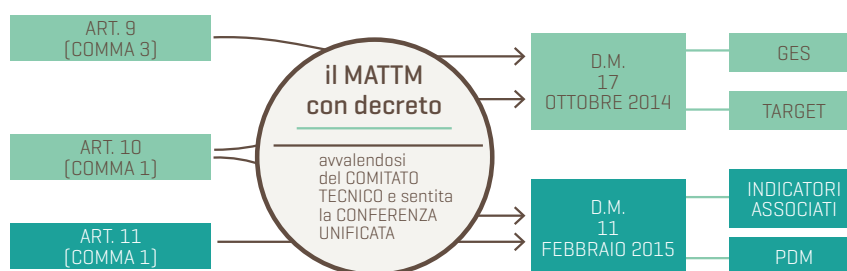 ART. 9
(COMMA 3)
ART. 10
(COMMA 1)
ART. 11
(COMMA 1)
il MATTM
con decreto
avvalendosi
del COMITATO
TECNICO e sentita
la CONFERENZA
UNIFICATA
D.M.
17
OTTOBRE 2014
GES
TARGET
D.M.
11
FEBBRAIO 2015
INDICATORI
ASSOCIATI
PDM